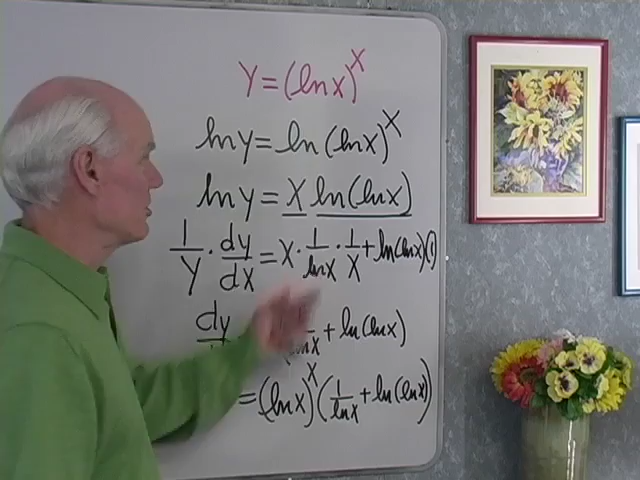 Y = (ln x)^x
ln y = ln (ln x)^x
ln y = x ln (ln x)
1/Y · dy/dx = x · 1/ln x · 1/x + ln(ln x)(1)
dy + ln(ln x)
= (ln x)^x (1/ln x + ln(ln x))